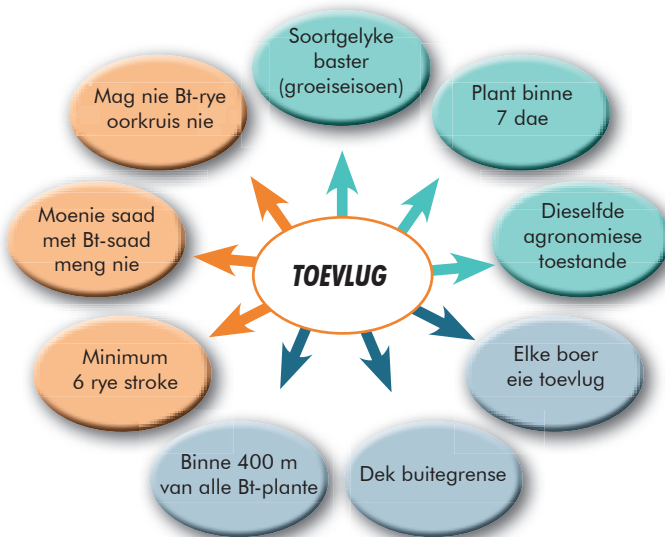 Soortgelyke
baster
(groeiseisoen)
Plant binne
7 dae
Dieselfde
agronomiese
toestande
Elke boer
eie toevlug
Dek buitegrense
Binne 400 m
van alle Bt-plante
Minimum
6 rye stroke
Moenie saad
met Bt-saad
meng nie
Mag nie Bt-rye
oorkruis nie
TOEVLUG